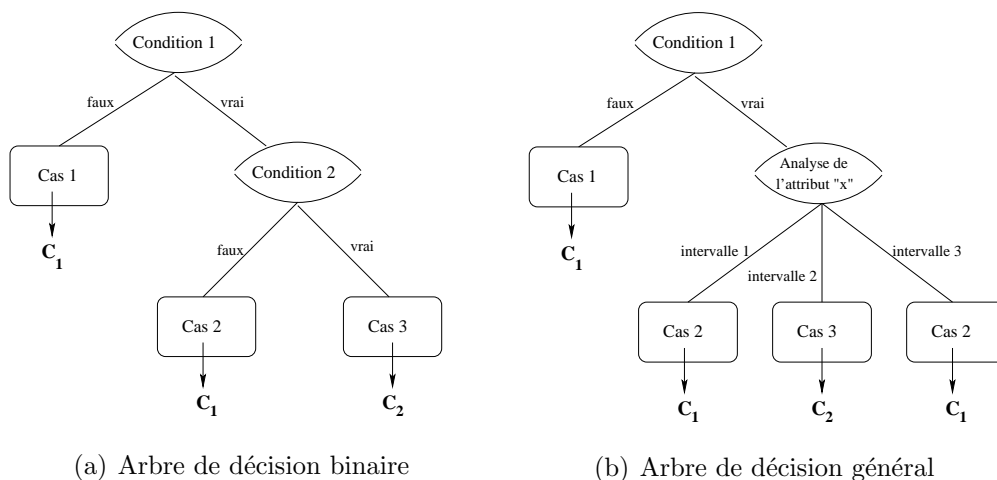 Condition 1
faux
vrai
Cas 1
Condition 2
C1
faux
vrai
Cas 2
Cas 3
C1
C2
(a) Arbre de décision binaire
Condition 1
faux
vrai
Cas 1
Analyse de
l'attribut "x"
C1
intervalle 1
intervalle 2
intervalle 3
Cas 2
Cas 3
Cas 2
C1
C2
C1
(b) Arbre de décision général